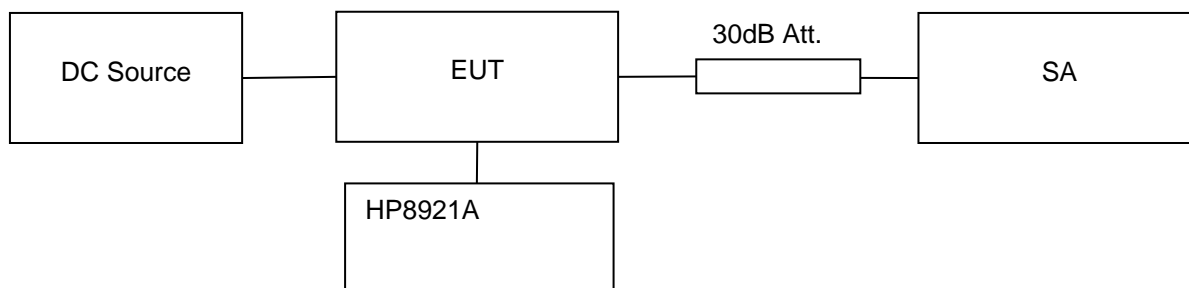 DC Source
EUT
30dB Att.
SA
HP8921A